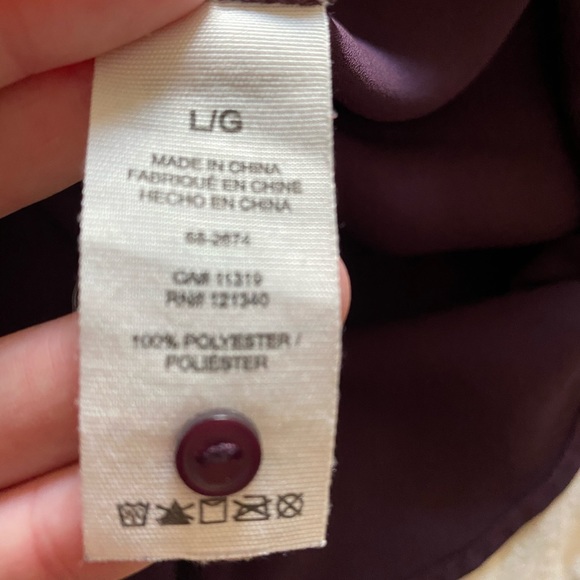 L/G
MADE IN CHINA
FABRIQUÉ EN CHINE
HECHO EN CHINA
68-2674
CA# 11319
RN# 121340
100% POLYESTER /
POLIÉSTER